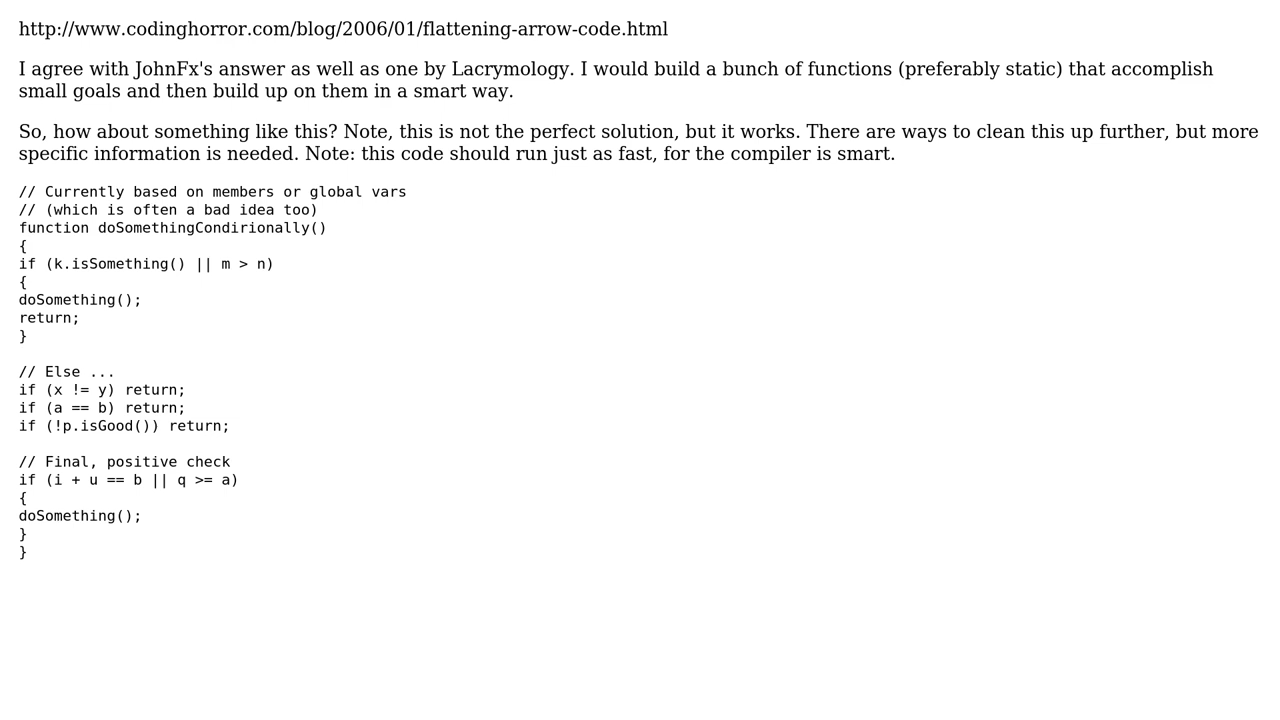 http://www.codinghorror.com/blog/2006/01/flattening-arrow-code.html
I agree with JohnFx's answer as well as one by Lacrymology. I would build a bunch of functions (preferably static) that accomplish
small goals and then build up on them in a smart way.
So, how about something like this? Note, this is not the perfect solution, but it works. There are ways to clean this up further, but more
specific information is needed. Note: this code should run just as fast, for the compiler is smart.
// Currently based on members or global vars
// (which is often a bad idea too)
function doSomethingCondirionally()
{
if (k.isSomething() || m > n)
{
doSomething();
return;
}
// Else ...
if (x != y) return;
if (a == b) return;
if (!p.isGood()) return;
// Final, positive check
if (i + u == b || q >= a)
{
doSomething();
}
}